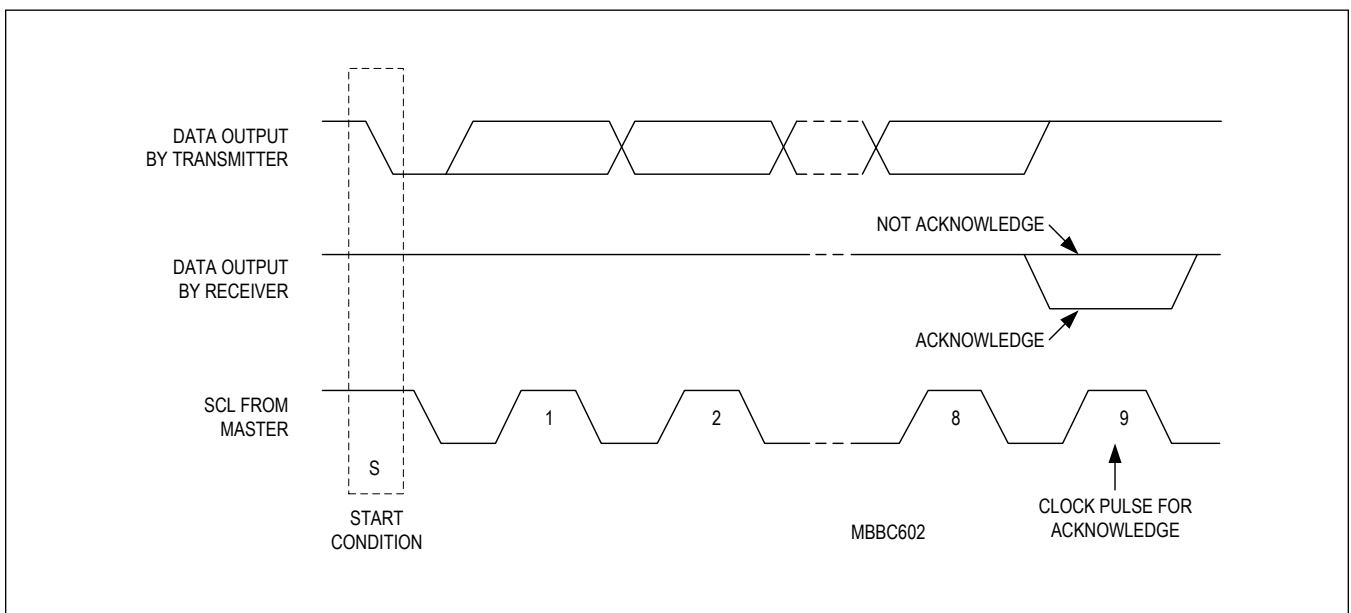 DATA OUTPUT
BY TRANSMITTER
NOT ACKNOWLEDGE
DATA OUTPUT
BY RECEIVER
ACKNOWLEDGE
SCL FROM
MASTER
1
2
8
9
S
START
CONDITION
MBBC602
CLOCK PULSE FOR
ACKNOWLEDGE